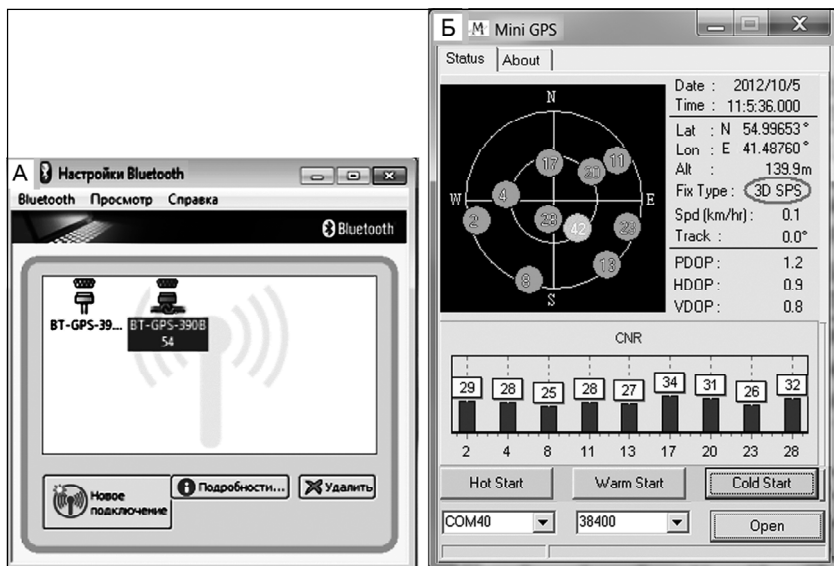 А
Настройки Bluetooth
Bluetooth Просмотр Справка
Bluetooth
BT-GPS-39... BT-GPS-390B
54
Новое
подключение
Подробности...
Удалить
Б M Mini GPS
Status About
N
W
E
S
17
20
11
4
2
28
42
23
13
8
Date : 2012/10/5
Time : 11:5:36.000
Lat : N 54.99653°
Lon : E 41.48760°
Alt : 139.9m
Fix Type : 3D SPS
Spd (km/hr) : 0.1
Track : 0.0°
PDOP : 1.2
HDOP : 0.9
VDOP : 0.8
CNR
29 28 25 28 27 34 31 26 32
2 4 8 11 13 17 20 23 28
Hot Start Warm Start Cold Start
COM40 38400 Open